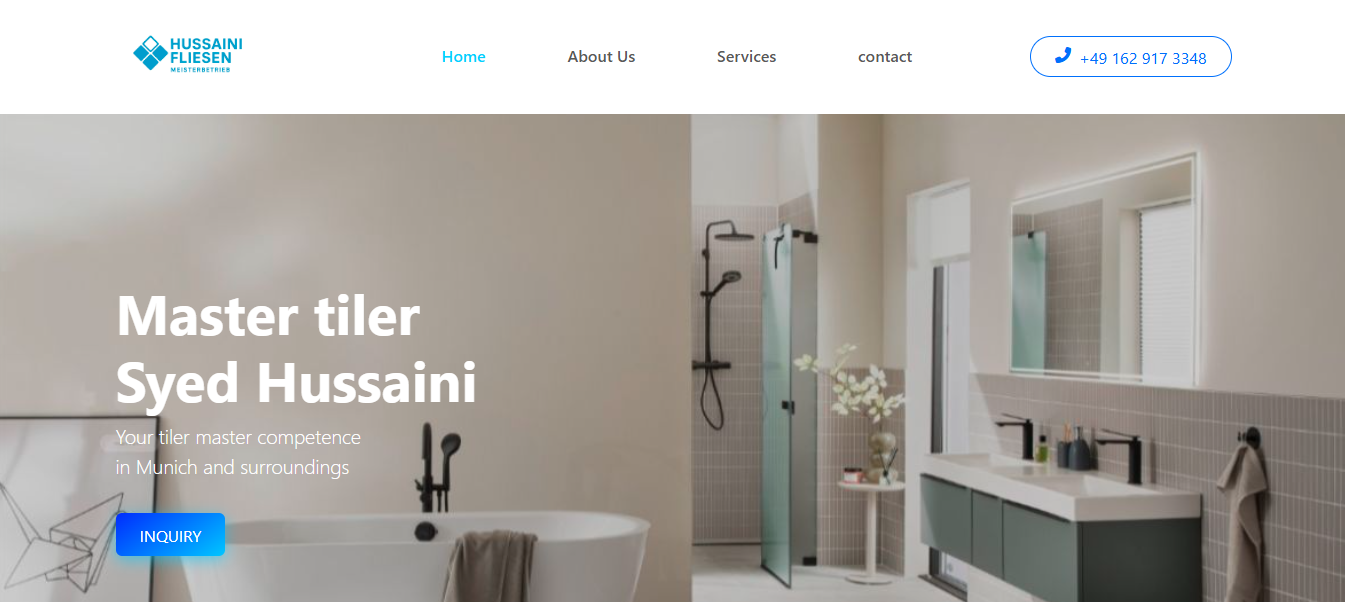 HUSSAINI
FLIESEN
MEISTERBETRIEB
Home
About Us
Services
contact
+49 162 917 3348
Master tiler
Syed Hussaini
Your tiler master competence
in Munich and surroundings
INQUIRY